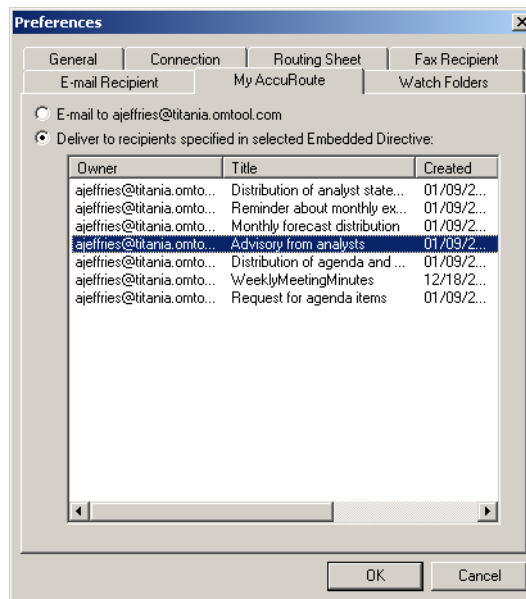 Preferences
General Connection Routing Sheet Fax Recipient
E-mail Recipient My AccuRoute Watch Folders
E-mail to ajeffries@titania.omtool.com
Deliver to recipients specified in selected Embedded Directive:
Owner Title Created
ajeffries@titania.omto... Distribution of analyst state... 01/09/2...
ajeffries@titania.omto... Reminder about monthly ex... 01/09/2...
ajeffries@titania.omto... Monthly forecast distribution 01/09/2...
ajeffries@titania.omto... Advisory from analysts 01/09/2...
ajeffries@titania.omto... Distribution of agenda and ... 01/09/2...
ajeffries@titania.omto... WeeklyMeetingMinutes 12/18/2...
ajeffries@titania.omto... Request for agenda items 01/09/2...
OK Cancel